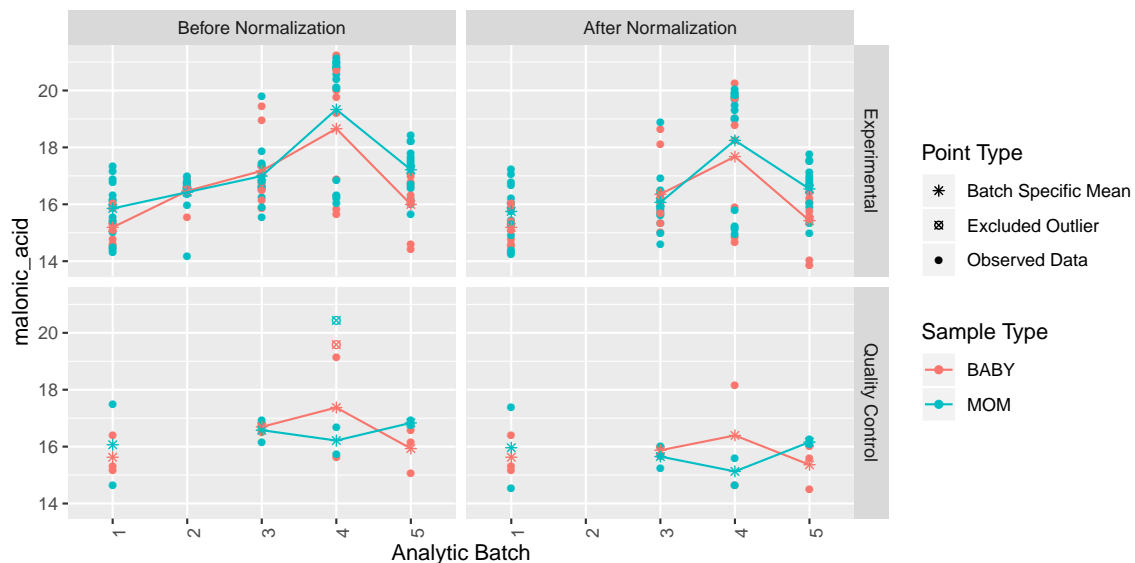 Before Normalization
After Normalization
20
18
16
14
20
18
16
14
malonic_acid
Experimental
Quality Control
1
2
3
4
5
1
2
3
4
5
Analytic Batch
Point Type
Batch Specific Mean
Excluded Outlier
Observed Data
Sample Type
BABY
MOM